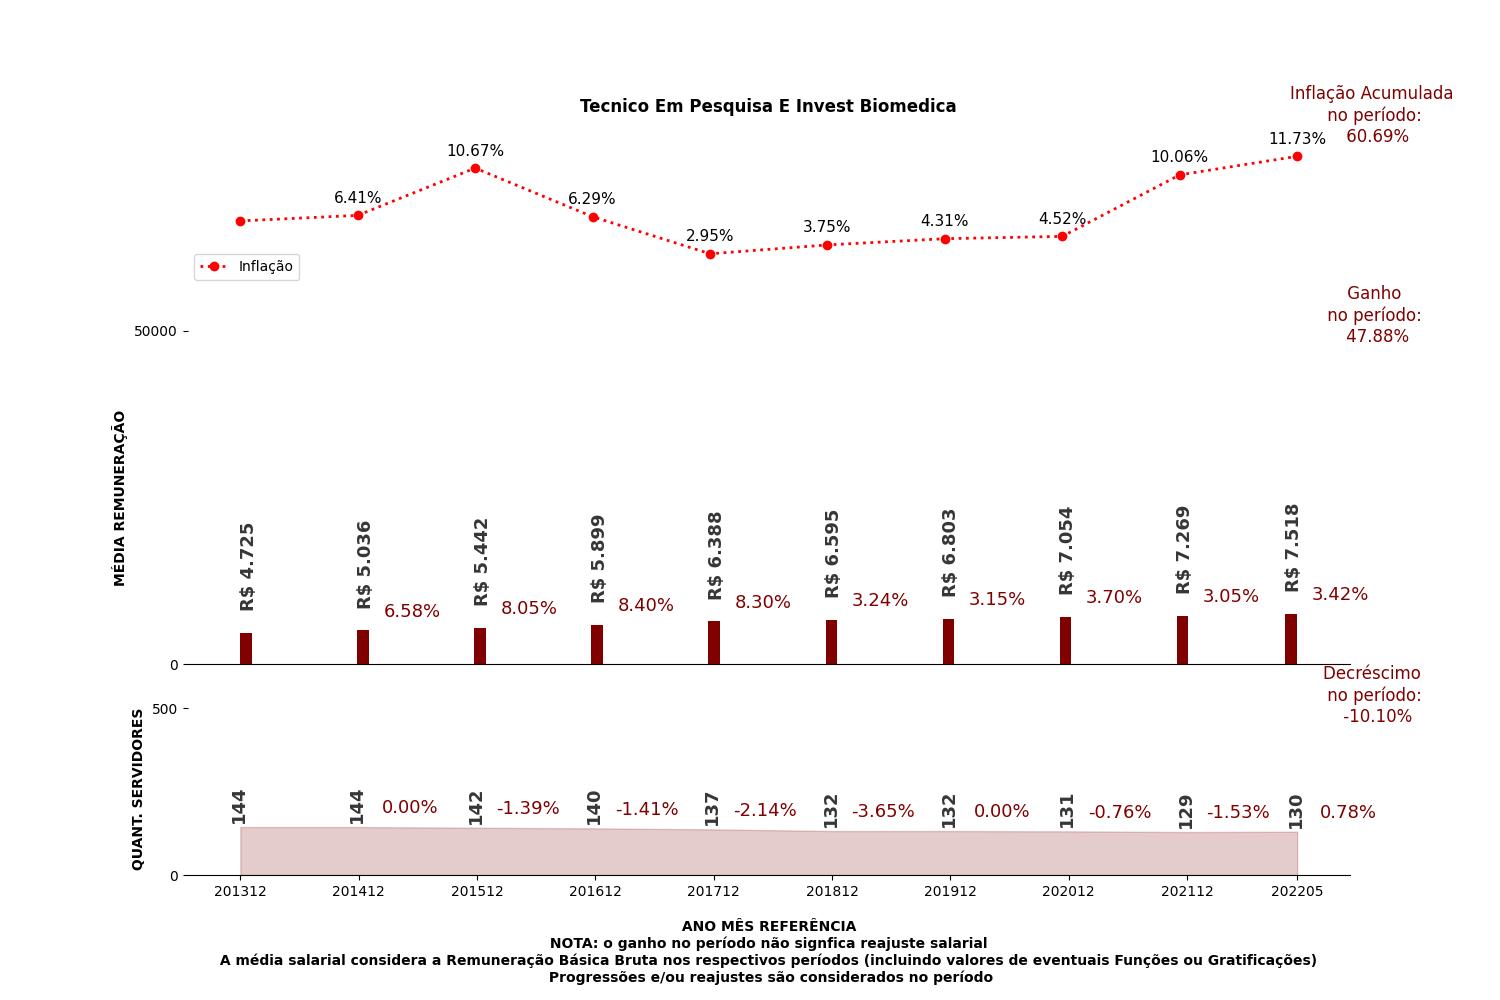 Tecnico Em Pesquisa E Invest Biomedica
Inflação Acumulada
no período:
60.69%
6.41%
10.67%
6.29%
2.95%
3.75%
4.31%
4.52%
10.06%
11.73%
Inflação
Ganho
no período:
47.88%
MÉDIA REMUNERAÇÃO
50000
0
R$ 4.725
R$ 5.036
R$ 5.442
R$ 5.899
R$ 6.388
R$ 6.595
R$ 6.803
R$ 7.054
R$ 7.269
R$ 7.518
6.58%
8.05%
8.40%
8.30%
3.24%
3.15%
3.70%
3.05%
3.42%
Decréscimo
no período:
-10.10%
QUANT. SERVIDORES
500
0
144
144
142
140
137
132
132
131
129
130
0.00%
-1.39%
-1.41%
-2.14%
-3.65%
0.00%
-0.76%
-1.53%
0.78%
201312
201412
201512
201612
201712
201812
201912
202012
202112
202205
ANO MÊS REFERÊNCIA
NOTA: o ganho no período não signfica reajuste salarial
A média salarial considera a Remuneração Básica Bruta nos respectivos períodos (incluindo valores de eventuais Funções ou Gratificações)
Progressões e/ou reajustes são considerados no período